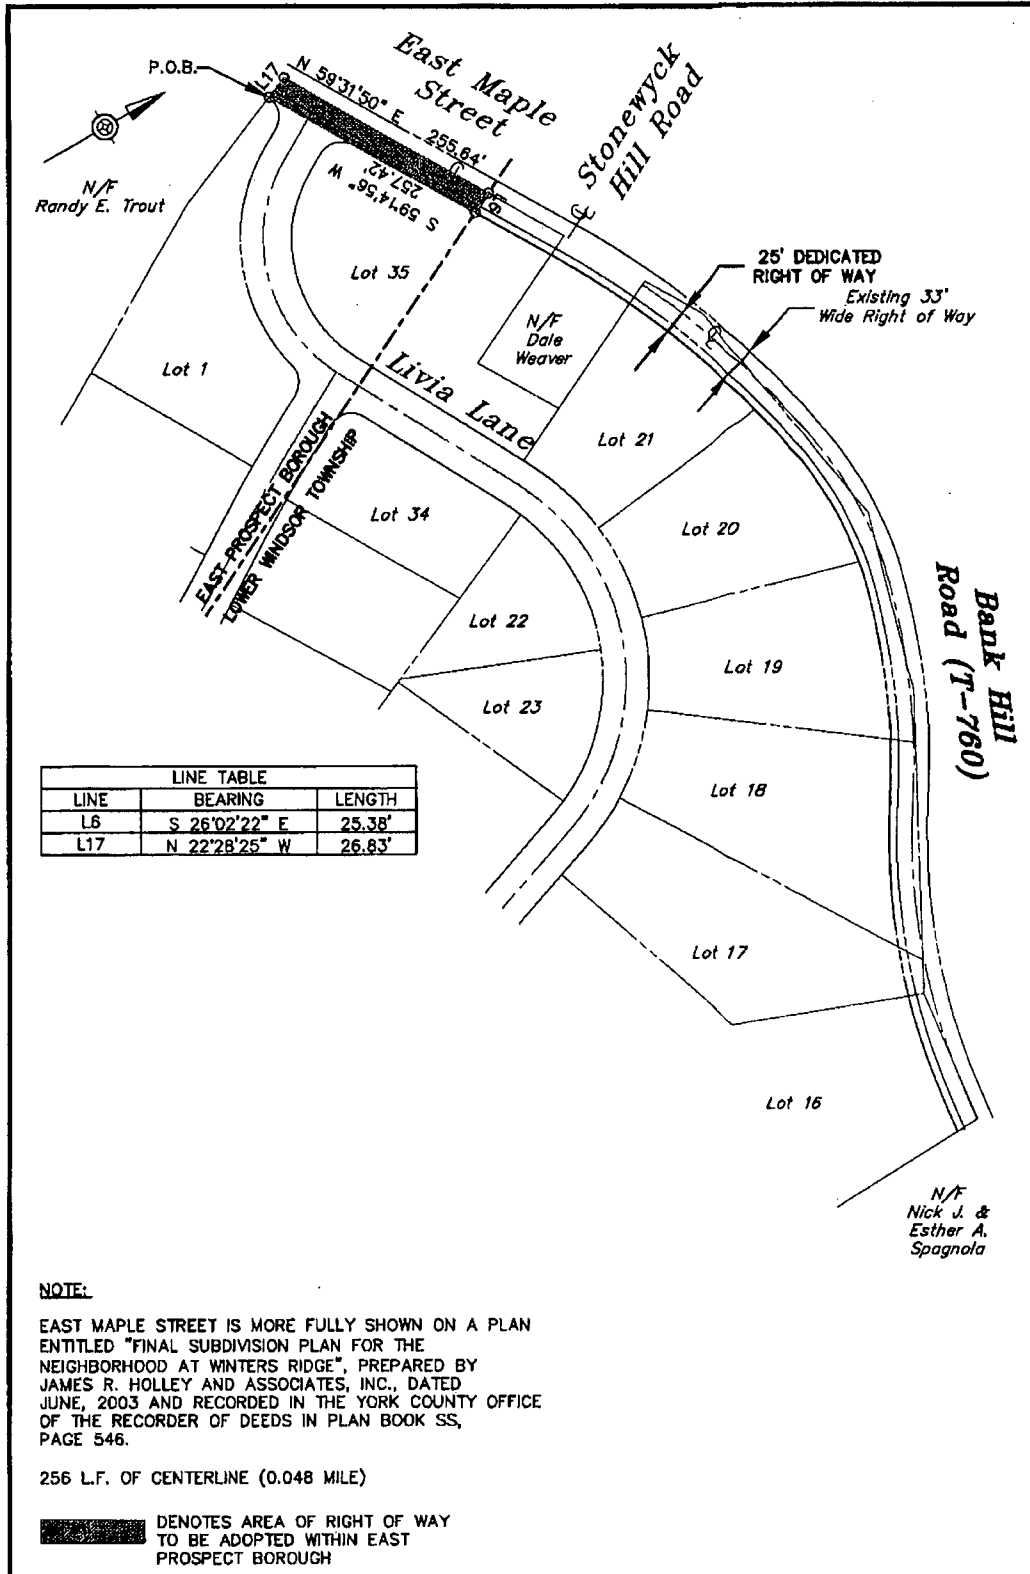 East Maple
Street
Stonewyck
Hill Road
P.O.B.
L17
N 59°31'50" E
255.64'
S 59°14'56" W
257.42'
L6
N/F
Randy E. Trout
25' DEDICATED
RIGHT OF WAY
Existing 33'
Wide Right of Way
Lot 35
N/F
Dale
Weaver
Lot 1
Livia Lane
Lot 21
EAST PROSPECT BOROUGH
LOWER WINDSOR TOWNSHIP
Lot 34
Lot 20
Lot 22
Lot 19
Bank Hill
Road (T-760)
Lot 23
Lot 18
LINE TABLE
LINE BEARING LENGTH
L6 S 26°02'22" E 25.38'
L17 N 22°28'25" W 26.83'
Lot 17
Lot 16
N/F
Nick J. &
Esther A.
Spagnola
NOTE:
EAST MAPLE STREET IS MORE FULLY SHOWN ON A PLAN
ENTITLED "FINAL SUBDIVISION PLAN FOR THE
NEIGHBORHOOD AT WINTERS RIDGE", PREPARED BY
JAMES R. HOLLEY AND ASSOCIATES, INC., DATED
JUNE, 2003 AND RECORDED IN THE YORK COUNTY OFFICE
OF THE RECORDER OF DEEDS IN PLAN BOOK SS,
PAGE 546.
256 L.F. OF CENTERLINE (0.048 MILE)
DENOTES AREA OF RIGHT OF WAY
TO BE ADOPTED WITHIN EAST
PROSPECT BOROUGH